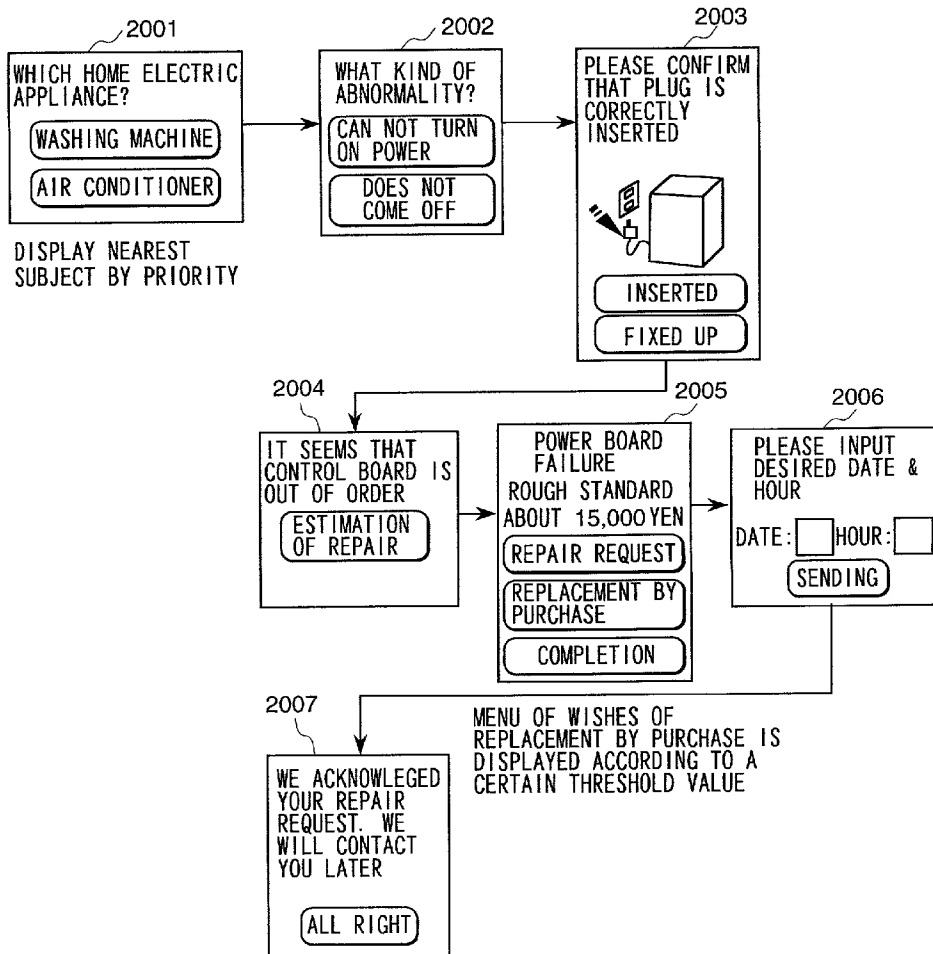 2001
WHICH HOME ELECTRIC
APPLIANCE?
WASHING MACHINE
AIR CONDITIONER
DISPLAY NEAREST
SUBJECT BY PRIORITY
2002
WHAT KIND OF
ABNORMALITY?
CAN NOT TURN
ON POWER
DOES NOT
COME OFF
2003
PLEASE CONFIRM
THAT PLUG IS
CORRECTLY
INSERTED
INSERTED
FIXED UP
2004
IT SEEMS THAT
CONTROL BOARD IS
OUT OF ORDER
ESTIMATION
OF REPAIR
2005
POWER BOARD
FAILURE
ROUGH STANDARD
ABOUT 15,000 YEN
REPAIR REQUEST
REPLACEMENT BY
PURCHASE
COMPLETION
2006
PLEASE INPUT
DESIRED DATE &
HOUR
DATE: HOUR:
SENDING
MENU OF WISHES OF
REPLACEMENT BY PURCHASE IS
DISPLAYED ACCORDING TO A
CERTAIN THRESHOLD VALUE
2007
WE ACKNOWLEGED
YOUR REPAIR
REQUEST. WE
WILL CONTACT
YOU LATER
ALL RIGHT